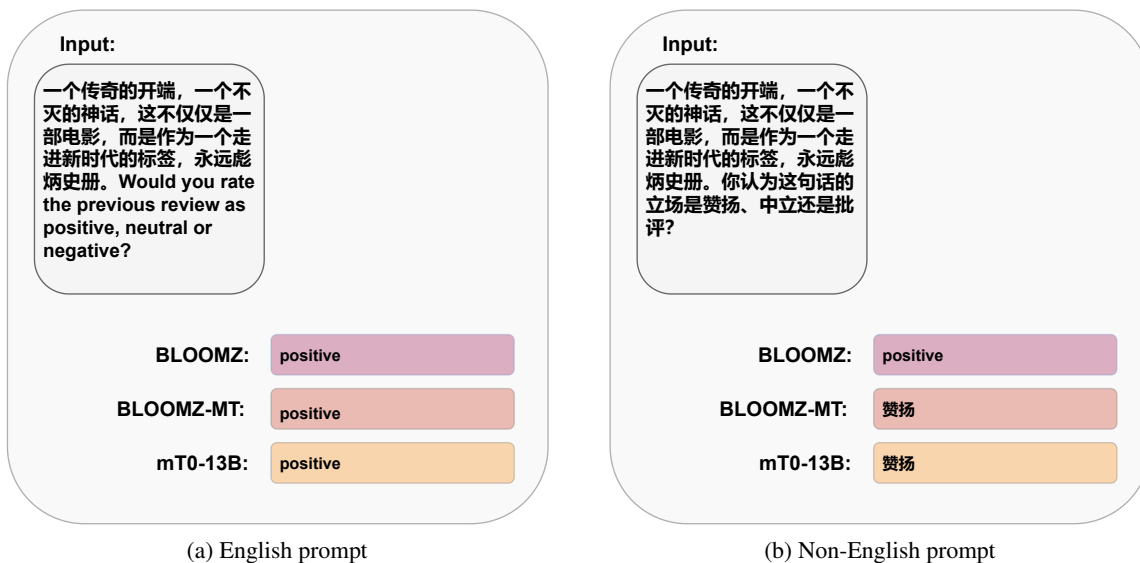 Input:
一个传奇的开端，一个不
灭的神话，这不仅仅是一
部电影，而是作为一个走
进新时代的标签，永远彪
炳史册。Would you rate
the previous review as
positive, neutral or
negative?
BLOOMZ: positive
BLOOMZ-MT: positive
mT0-13B: positive
(a) English prompt
Input:
一个传奇的开端，一个不
灭的神话，这不仅仅是一
部电影，而是作为一个走
进新时代的标签，永远彪
炳史册。你认为这句话的
立场是赞扬、中立还是批
评？
BLOOMZ: positive
BLOOMZ-MT: 赞扬
mT0-13B: 赞扬
(b) Non-English prompt